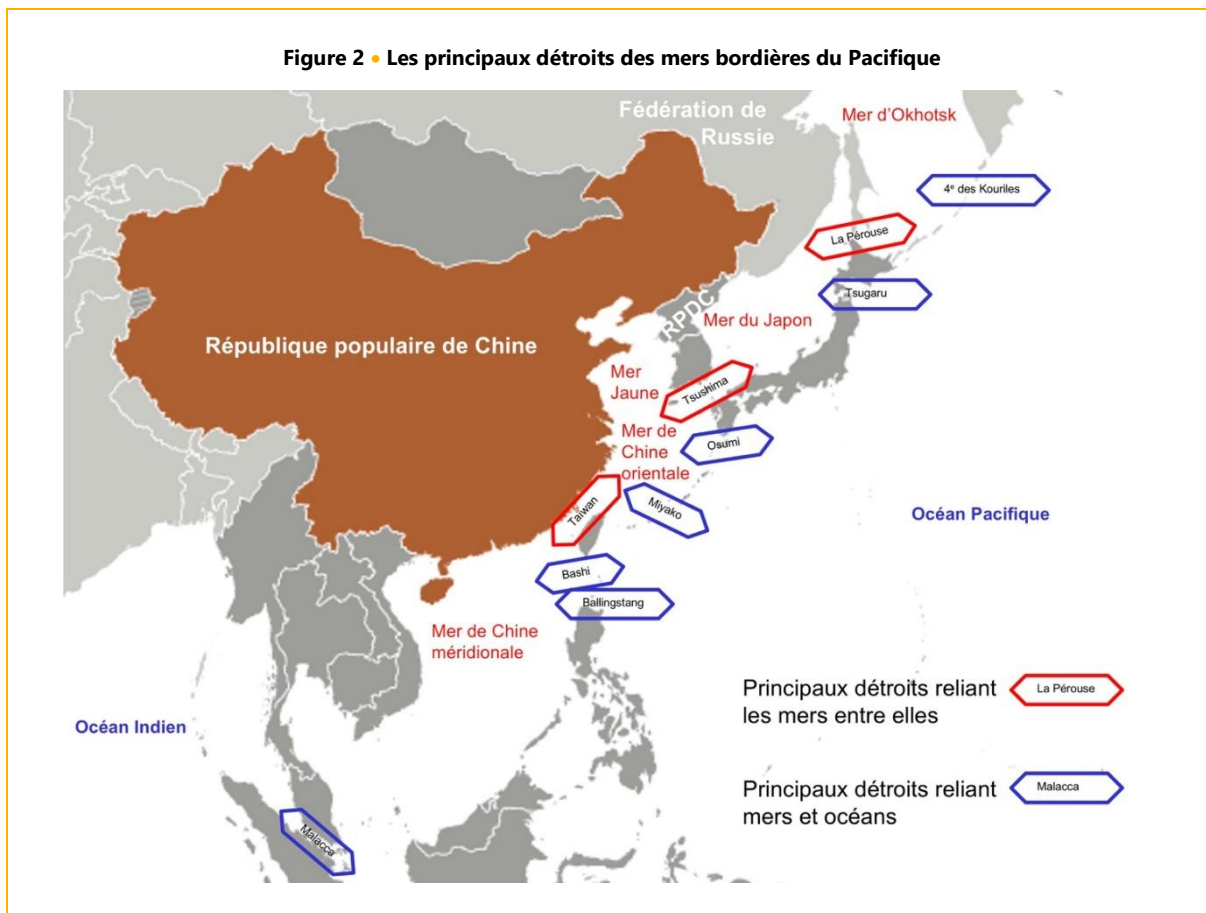 Figure 2 • Les principaux détroits des mers bordières du Pacifique
Fédération de
Russie
Mer d'Okhotsk
4e des Kouriles
La Pérouse
Tsugaru
RPDC
Mer du Japon
République populaire de Chine
Mer
Jaune
Tsushima
Mer de
Chine
orientale
Osumi
Taiwan
Miyako
Océan Pacifique
Bashi
Ballingstang
Mer de Chine
méridionale
Océan Indien
Malacca
Principaux détroits reliant
les mers entre elles
La Pérouse
Principaux détroits reliant
mers et océans
Malacca